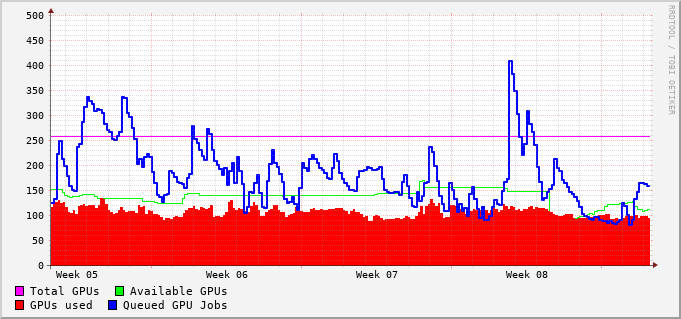 500
450
400
350
300
250
200
150
100
50
0
Week 05 Week 06 Week 07 Week 08
Total GPUs Available GPUs
GPUs used Queued GPU Jobs
RRDTOOL / TOBI OETIKER